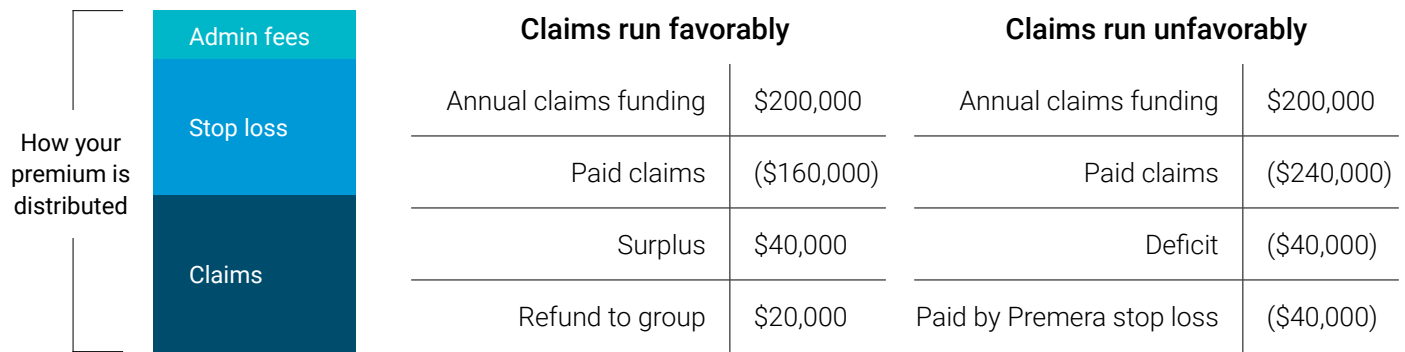 How your
premium is
distributed
Admin fees
Stop loss
Claims
Claims run favorably
Annual claims funding $200,000
Paid claims ($160,000)
Surplus $40,000
Refund to group $20,000
Claims run unfavorably
Annual claims funding $200,000
Paid claims ($240,000)
Deficit ($40,000)
Paid by Premera stop loss ($40,000)